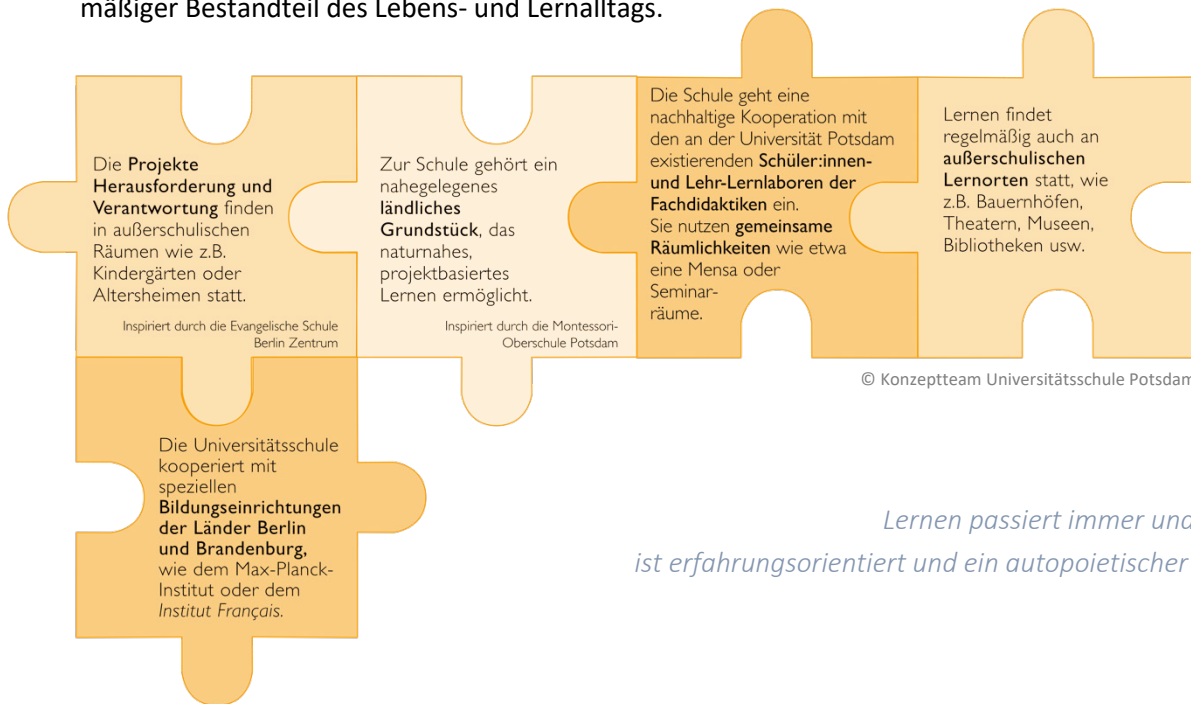 mäßiger Bestandteil des Lebens- und Lernalltags.
Die Projekte
Herausforderung und
Verantwortung finden
in außerschulischen
Räumen wie z.B.
Kindergärten oder
Altersheimen statt.
Inspiriert durch die Evangelische Schule
Berlin Zentrum
Zur Schule gehört ein
nahegelegenes
ländliches
Grundstück, das
naturnahes,
projektbasiertes
Lernen ermöglicht.
Inspiriert durch die Montessori-
Oberschule Potsdam
Die Schule geht eine
nachhaltige Kooperation mit
den an der Universität Potsdam
existierenden Schüler:innen-
und Lehr-Lernlaboren der
Fachdidaktiken ein.
Sie nutzen gemeinsame
Räumlichkeiten wie etwa
eine Mensa oder
Seminar-
räume.
Lernen findet
regelmäßig auch an
außerschulischen
Lernorten statt, wie
z.B. Bauernhöfen,
Theatern, Museen,
Bibliotheken usw.
© Konzeptteam Universitätsschule Potsdam
Die Universitätsschule
kooperiert mit
speziellen
Bildungseinrichtungen
der Länder Berlin
und Brandenburg,
wie dem Max-Planck-
Institut oder dem
Institut Français.
Lernen passiert immer und
ist erfahrungsorientiert und ein autopoietischer